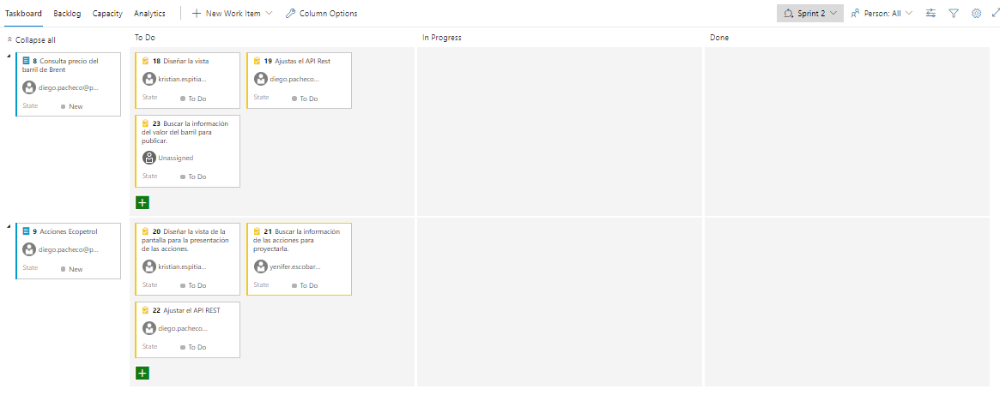 Taskboard Backlog Capacity Analytics New Work Item Column Options Sprint 2 Person: All
Collapse all To Do In Progress Done
8 Consulta precio del
barril de Brent
diego.pacheco@p...
State New
18 Diseñar la vista
kristian.espitia...
State To Do
19 Ajustas el API Rest
diego.pacheco...
State To Do
23 Buscar la información
del valor del barril para
publicar.
Unassigned
State To Do
9 Acciones Ecopetrol
diego.pacheco@p...
State New
20 Diseñar la vista de la
pantalla para la presentación
de las acciones.
kristian.espitia...
State To Do
21 Buscar la información
de las acciones para
proyectarla.
yenifer.escobar...
State To Do
22 Ajustar el API REST
diego.pacheco...
State To Do